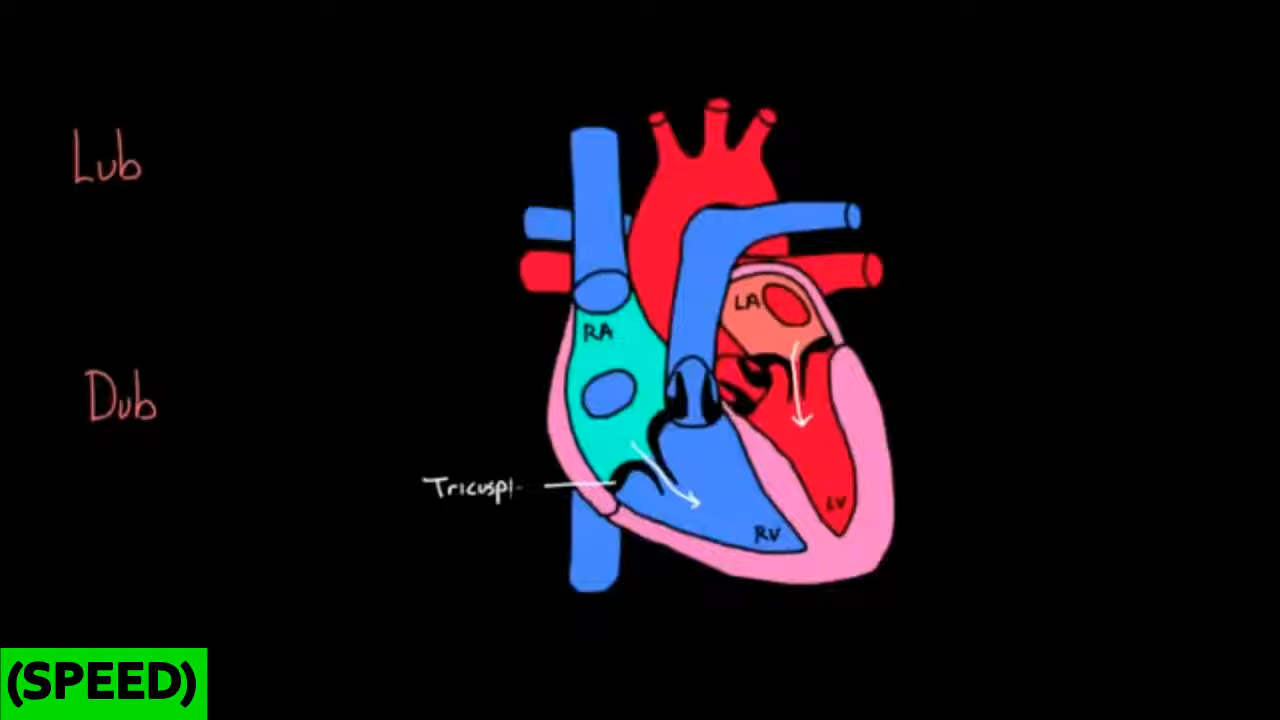 Lub
LA
RA
Dub
Tricuspi
LV
RV
(SPEED)